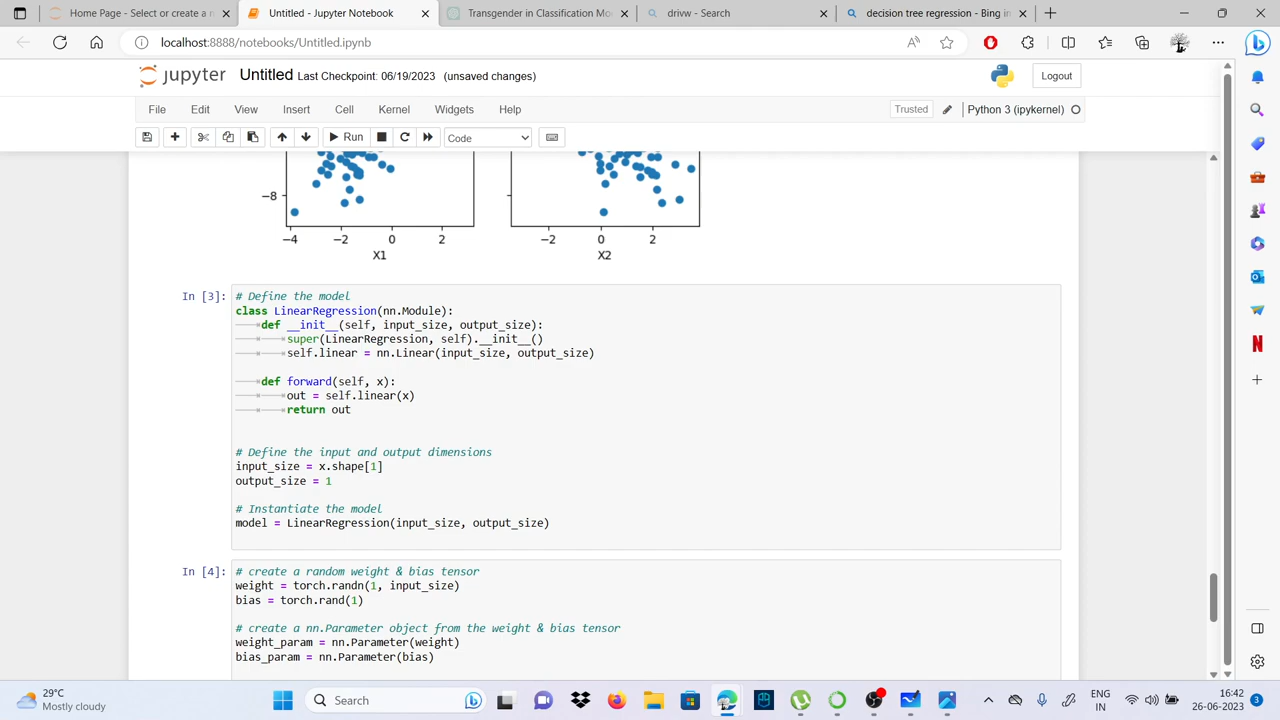 Home Page - Select or create a n
Untitled - Jupyter Notebook
Transgender in Classification Mo
drivw - Search
decision tree regression - Bing in
localhost:8888/notebooks/Untitled.ipynb
jupyter Untitled Last Checkpoint: 06/19/2023 (unsaved changes)
Logout
File Edit View Insert Cell Kernel Widgets Help
Trusted
Python 3 (ipykernel)
Run
Code
−8
−4 −2 0 2
−2 0 2
X1
X2
In [3]:
# Define the model
class LinearRegression(nn.Module):
def __init__(self, input_size, output_size):
super(LinearRegression, self).__init__()
self.linear = nn.Linear(input_size, output_size)
def forward(self, x):
out = self.linear(x)
return out
# Define the input and output dimensions
input_size = x.shape[1]
output_size = 1
# Instantiate the model
model = LinearRegression(input_size, output_size)
In [4]:
# create a random weight & bias tensor
weight = torch.randn(1, input_size)
bias = torch.rand(1)
# create a nn.Parameter object from the weight & bias tensor
weight_param = nn.Parameter(weight)
bias_param = nn.Parameter(bias)
29°C
Mostly cloudy
Search
ENG
IN
16:42
26-06-2023
3